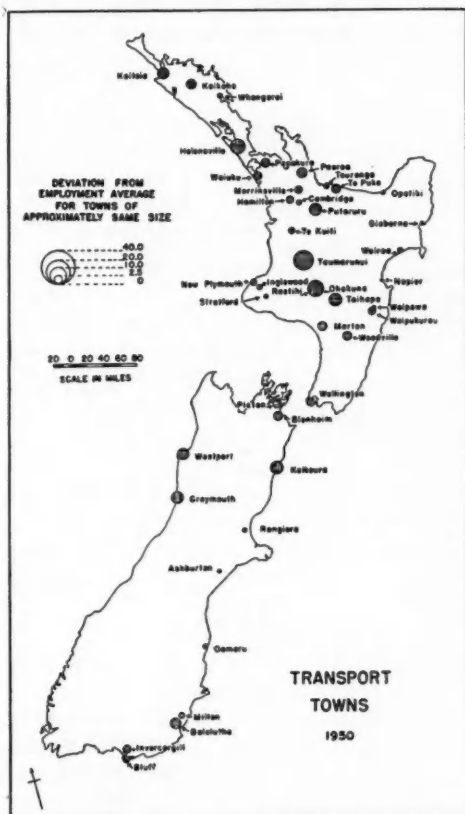 Kaitaia
Kaikohe
Whangarei
Helensville
Papakura
Waiuku
Paeroa
Tauranga
Te Puke
Opotiki
Morrinsville
Cambridge
Hamilton
Putaruru
Gisborne
Te Kuiti
Wairoa
Taumarunui
New Plymouth
Inglewood
Ohakune
Napier
Raetihi
Taihape
Stratford
Waipawa
Waipukurau
Marton
Woodville
DEVIATION FROM
EMPLOYMENT AVERAGE
FOR TOWNS OF
APPROXIMATELY SAME SIZE
40.0
20.0
10.0
2.5
0
20 0 20 40 60 80
SCALE IN MILES
Wellington
Picton
Blenheim
Westport
Kaikoura
Greymouth
Rangiora
Ashburton
Oamaru
Milton
Balclutha
Invercargill
Bluff
TRANSPORT
TOWNS
1950